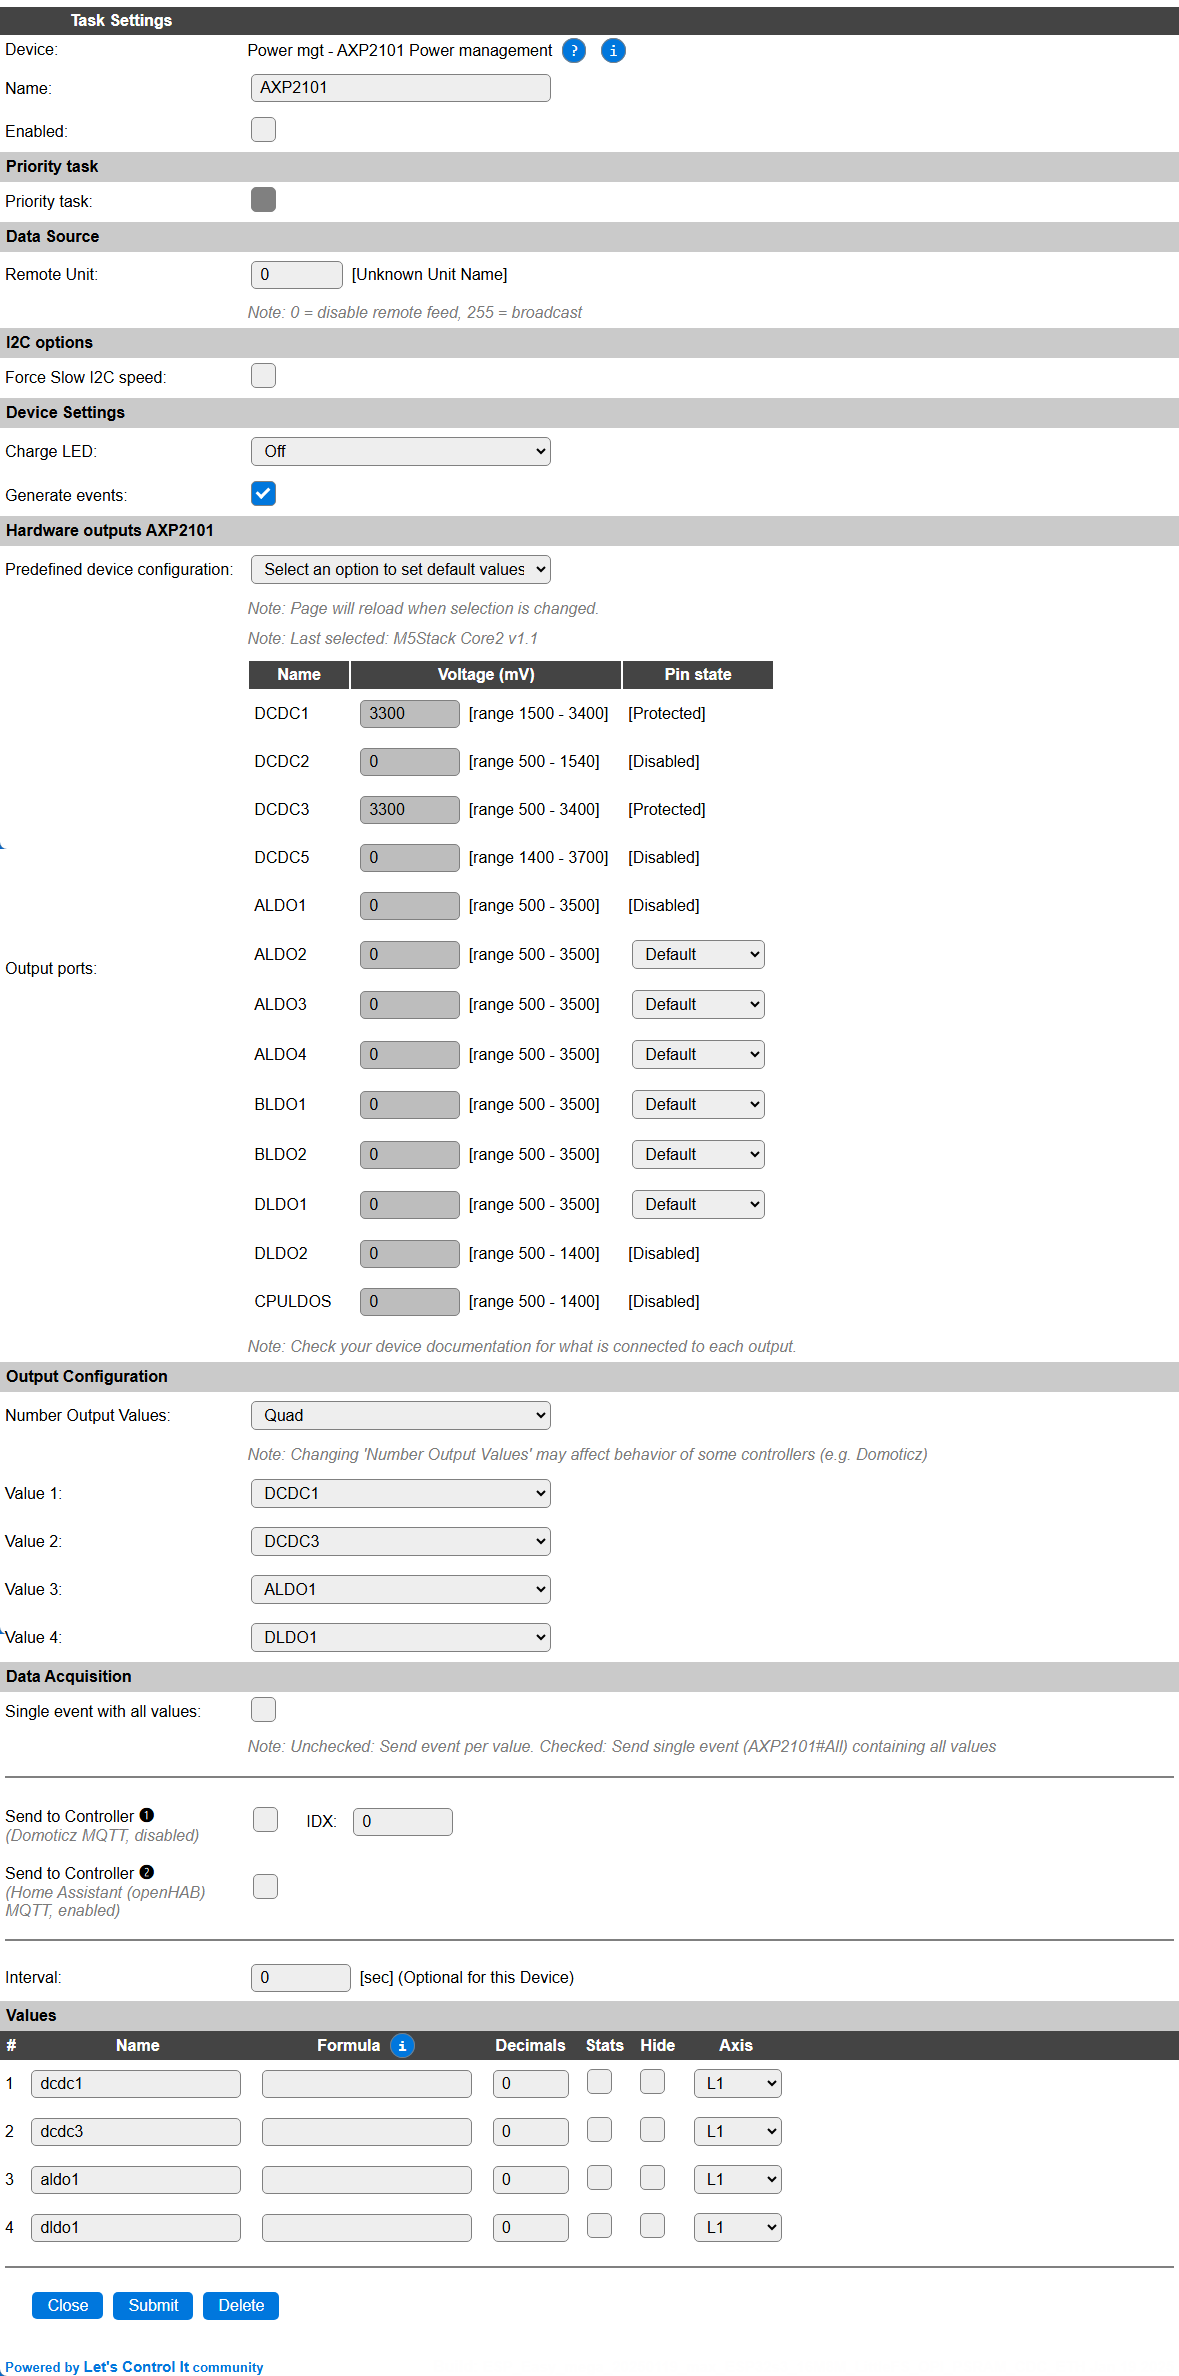 Task Settings
Device: Power mgt - AXP2101 Power management ? i
Name: AXP2101
Enabled:
Priority task
Priority task:
Data Source
Remote Unit: 0 [Unknown Unit Name]
Note: 0 = disable remote feed, 255 = broadcast
I2C options
Force Slow I2C speed:
Device Settings
Charge LED: Off
Generate events:
Hardware outputs AXP2101
Predefined device configuration: Select an option to set default values
Note: Page will reload when selection is changed.
Note: Last selected: M5Stack Core2 v1.1
Name Voltage (mV) Pin state
DCDC1 3300 [range 1500 - 3400] [Protected]
DCDC2 0 [range 500 - 1540] [Disabled]
DCDC3 3300 [range 500 - 3400] [Protected]
DCDC5 0 [range 1400 - 3700] [Disabled]
ALDO1 0 [range 500 - 3500] [Disabled]
ALDO2 0 [range 500 - 3500] Default
Output ports:
ALDO3 0 [range 500 - 3500] Default
ALDO4 0 [range 500 - 3500] Default
BLDO1 0 [range 500 - 3500] Default
BLDO2 0 [range 500 - 3500] Default
DLDO1 0 [range 500 - 3500] Default
DLDO2 0 [range 500 - 1400] [Disabled]
CPULDOS 0 [range 500 - 1400] [Disabled]
Note: Check your device documentation for what is connected to each output.
Output Configuration
Number Output Values: Quad
Note: Changing 'Number Output Values' may affect behavior of some controllers (e.g. Domoticz)
Value 1: DCDC1
Value 2: DCDC3
Value 3: ALDO1
Value 4: DLDO1
Data Acquisition
Single event with all values:
Note: Unchecked: Send event per value. Checked: Send single event (AXP2101#All) containing all values
Send to Controller ❶ IDX: 0
(Domoticz MQTT, disabled)
Send to Controller ❷
(Home Assistant (openHAB)
MQTT, enabled)
Interval: 0 [sec] (Optional for this Device)
Values
# Name Formula i Decimals Stats Hide Axis
1 dcdc1 0 L1
2 dcdc3 0 L1
3 aldo1 0 L1
4 dldo1 0 L1
Close Submit Delete
Powered by Let's Control It community